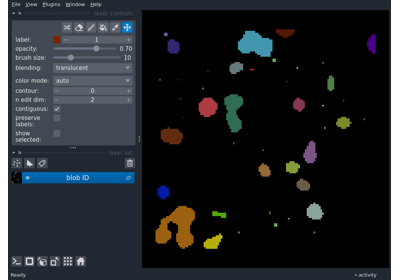 File View Plugins Window Help
layer controls
label: 1
opacity: 0.70
brush size: 10
blending: translucent
color mode: auto
contour: 0
n edit dim: 2
contiguous:
preserve
labels:
show
selected:
layer list
blob ID
Ready
activity